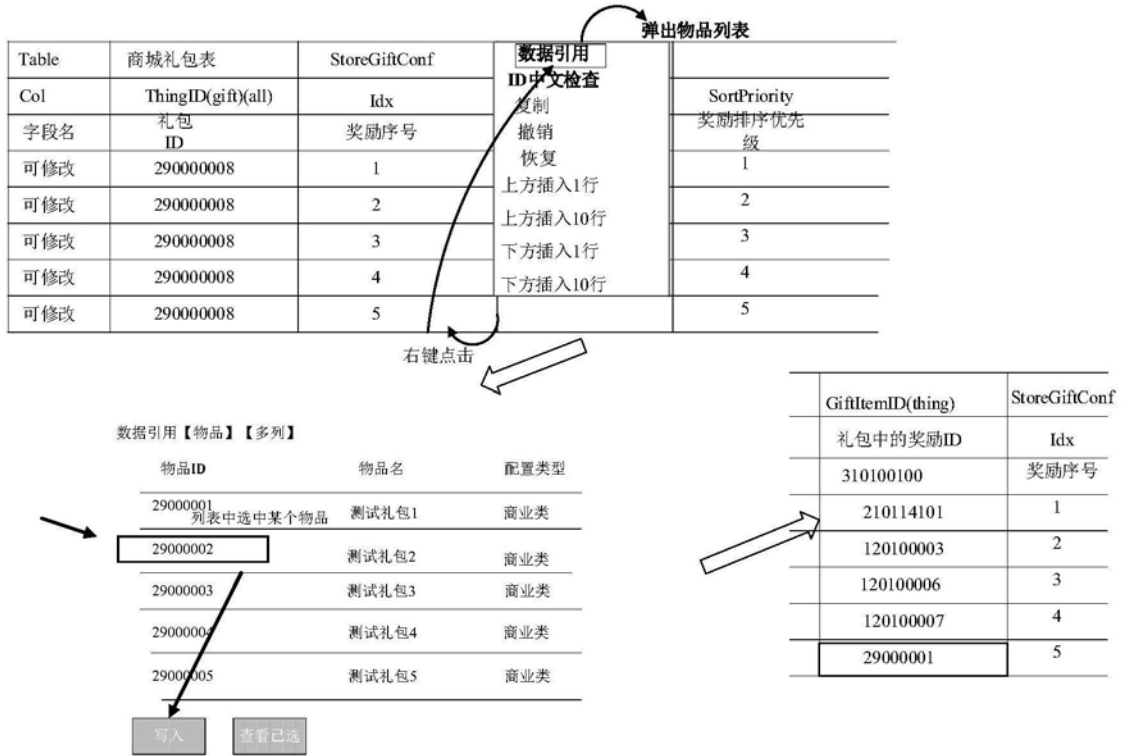 弹出物品列表
Table 商城礼包表 StoreGiftConf
Col ThingID(gift)(all) Idx SortPriority
字段名 礼包ID 奖励序号 奖励排序优先级
可修改 290000008 1 1
可修改 290000008 2 2
可修改 290000008 3 3
可修改 290000008 4 4
可修改 290000008 5 5
数据引用
ID中文检查
复制
撤销
恢复
上方插入1行
上方插入10行
下方插入1行
下方插入10行
右键点击
数据引用【物品】【多列】
物品ID 物品名 配置类型
29000001 测试礼包1 商业类
列表中选中某个物品
29000002 测试礼包2 商业类
29000003 测试礼包3 商业类
29000004 测试礼包4 商业类
29000005 测试礼包5 商业类
写入 查看已选
GiftItemID(thing) StoreGiftConf
礼包中的奖励ID Idx
310100100 奖励序号
210114101 1
120100003 2
120100006 3
120100007 4
29000001 5